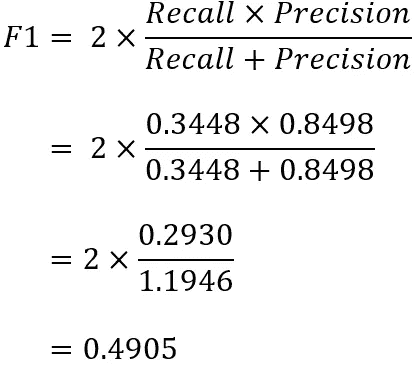 F1 = 2 × Recall × Precision / Recall + Precision
= 2 × 0.3448 × 0.8498 / 0.3448 + 0.8498
= 2 × 0.2930 / 1.1946
= 0.4905